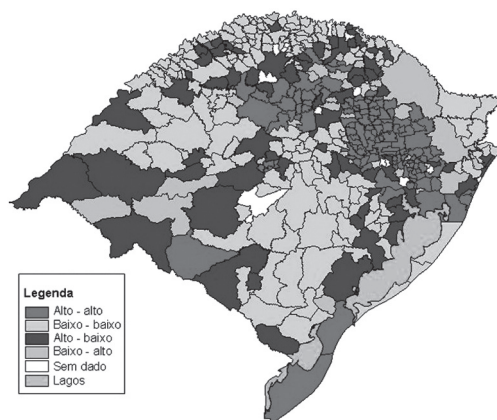 Legenda
Alto - alto
Baixo - baixo
Alto - baixo
Baixo - alto
Sem dado
Lagos